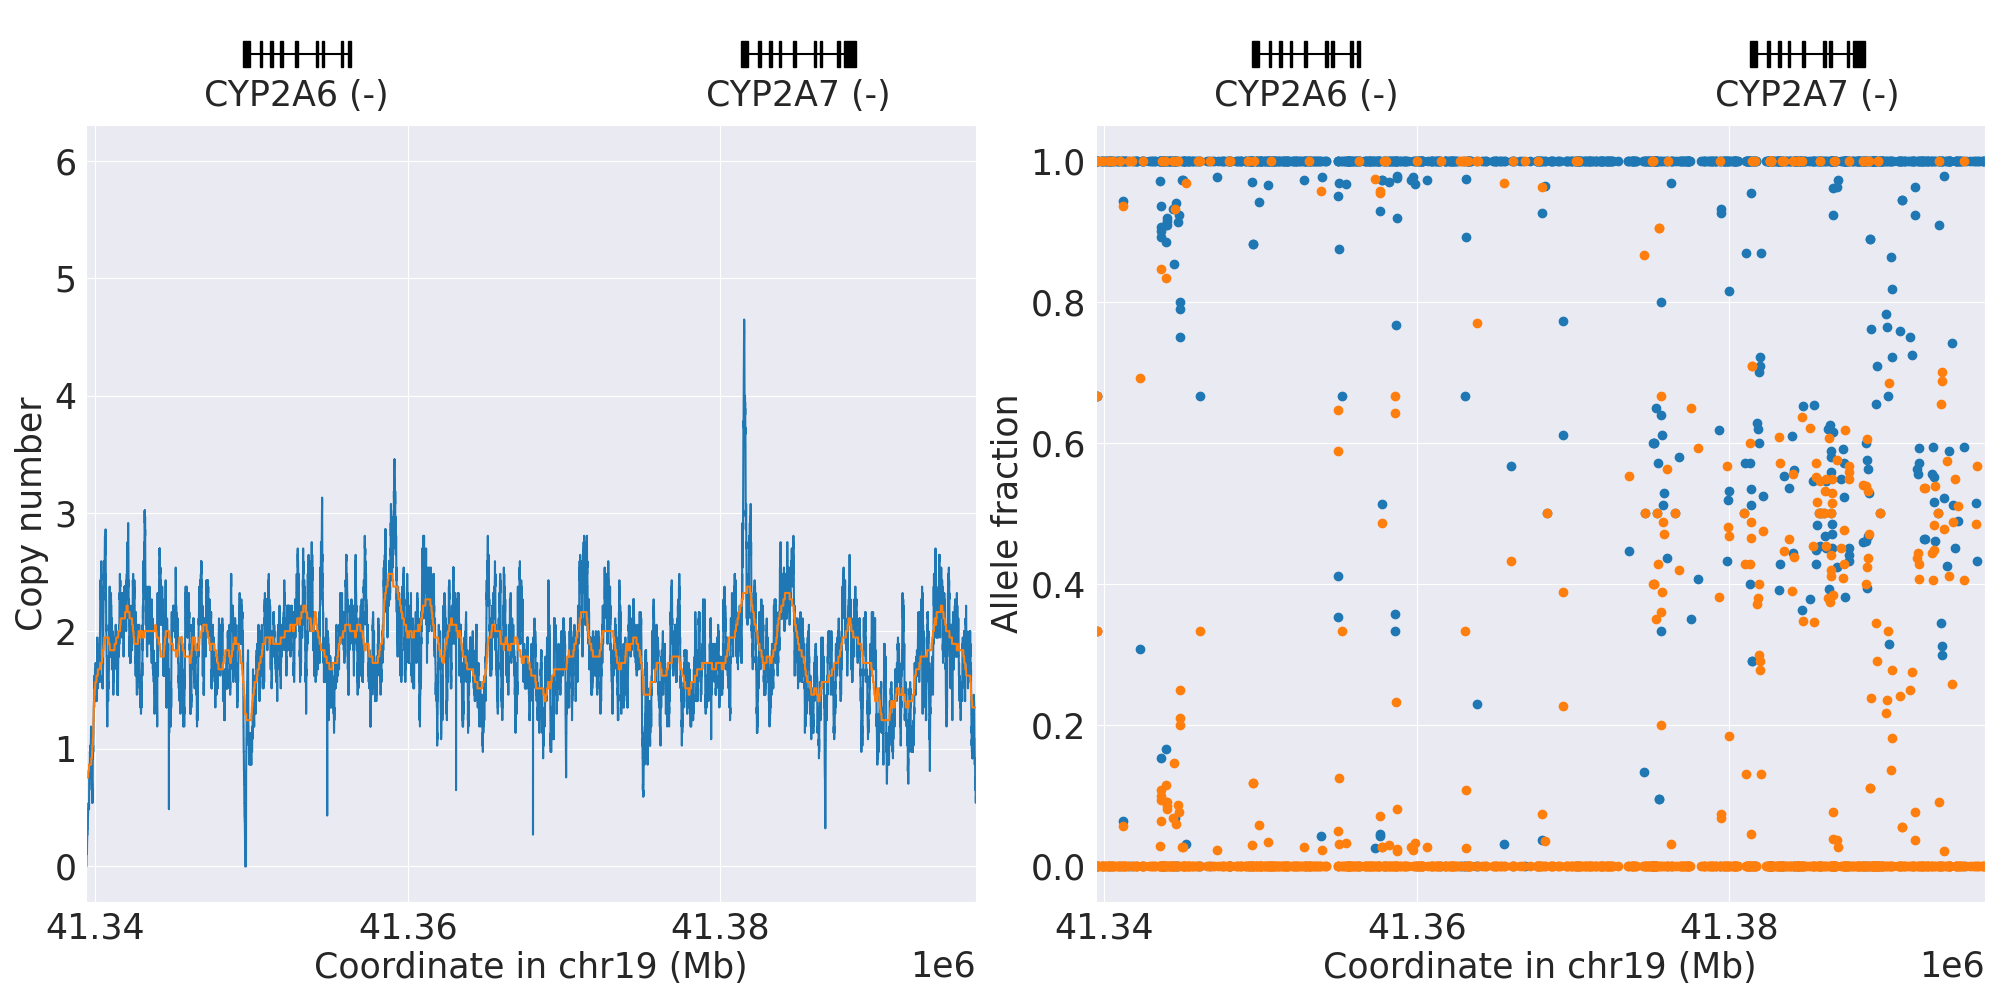 CYP2A6 (-)
CYP2A7 (-)
6
5
4
3
2
1
0
Copy number
41.34
41.36
41.38
Coordinate in chr19 (Mb)
1e6
CYP2A6 (-)
CYP2A7 (-)
1.0
0.8
0.6
0.4
0.2
0.0
Allele fraction
41.34
41.36
41.38
Coordinate in chr19 (Mb)
1e6